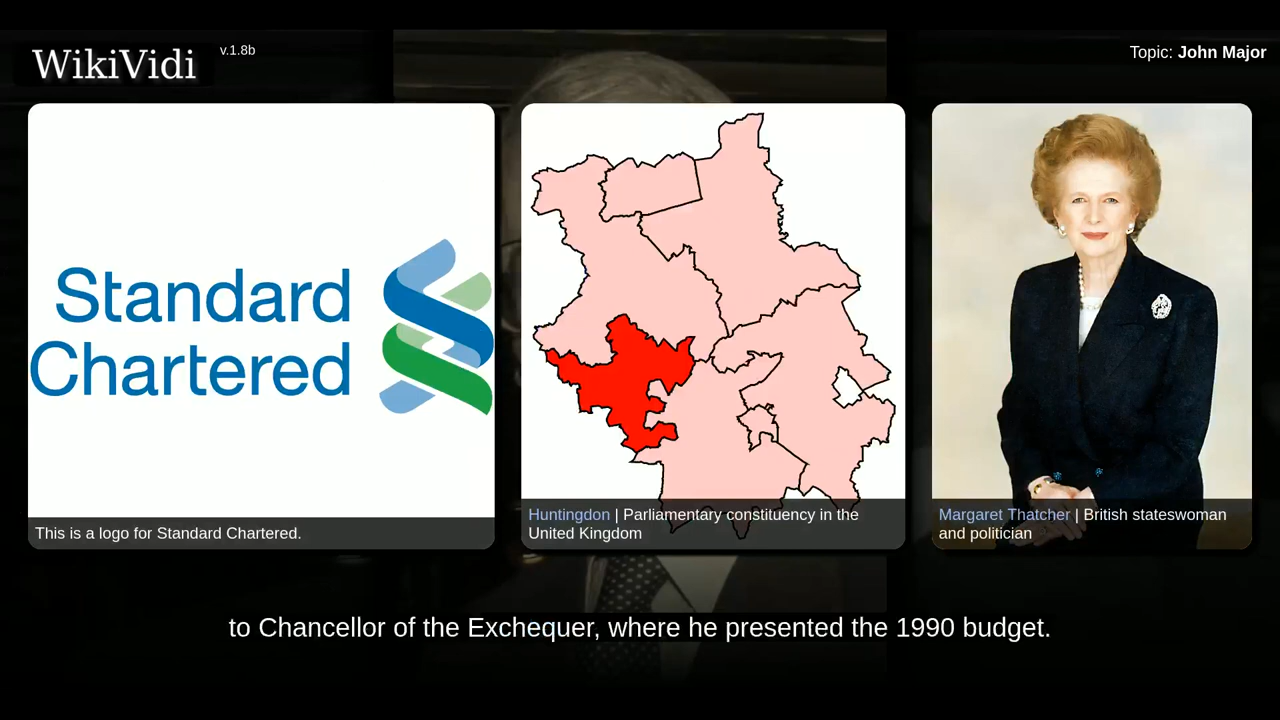 WikiVidi
v.1.8b
Topic: John Major
Standard
Chartered
This is a logo for Standard Chartered.
Huntingdon | Parliamentary constituency in the
United Kingdom
Margaret Thatcher | British stateswoman
and politician
to Chancellor of the Exchequer, where he presented the 1990 budget.